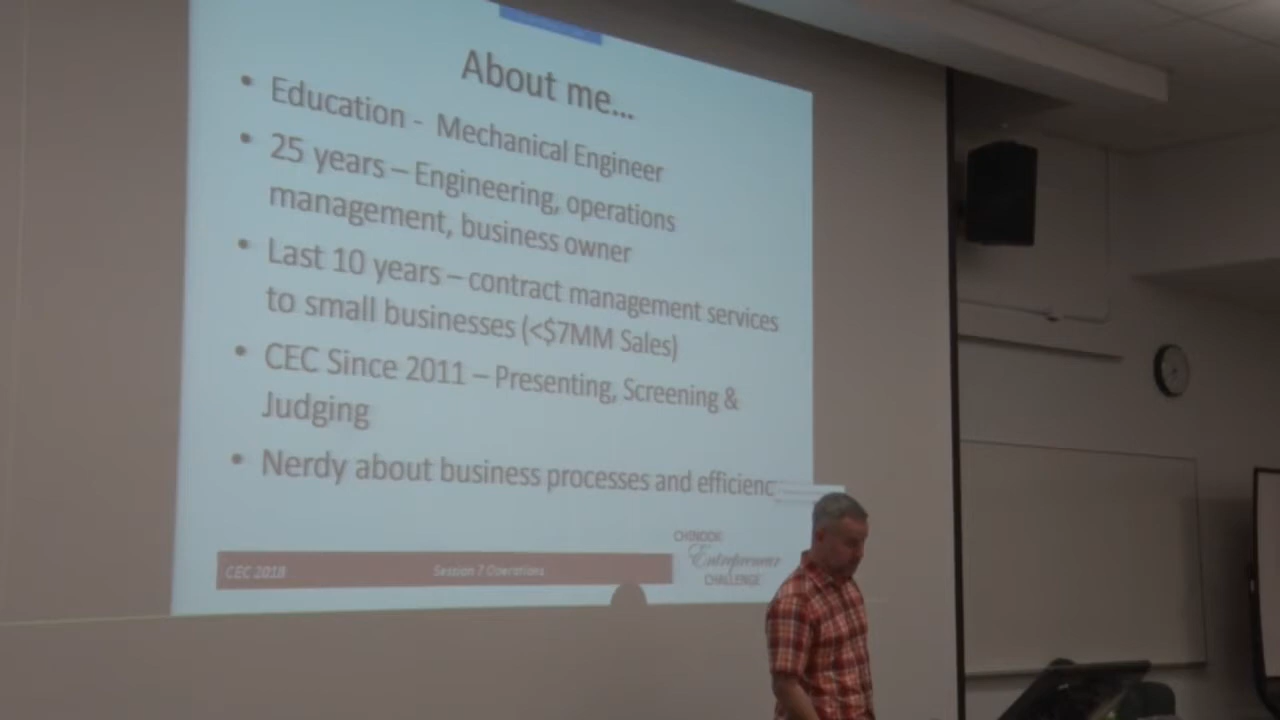 About me...
• Education - Mechanical Engineer
• 25 years – Engineering, operations
management, business owner
• Last 10 years – contract management services
to small businesses (<$7MM Sales)
• CEC Since 2011 – Presenting, Screening &
Judging
• Nerdy about business processes and efficienc
CEC 2018
Session 7 Operations
CHINOOK
Entrepreneur
CHALLENGE